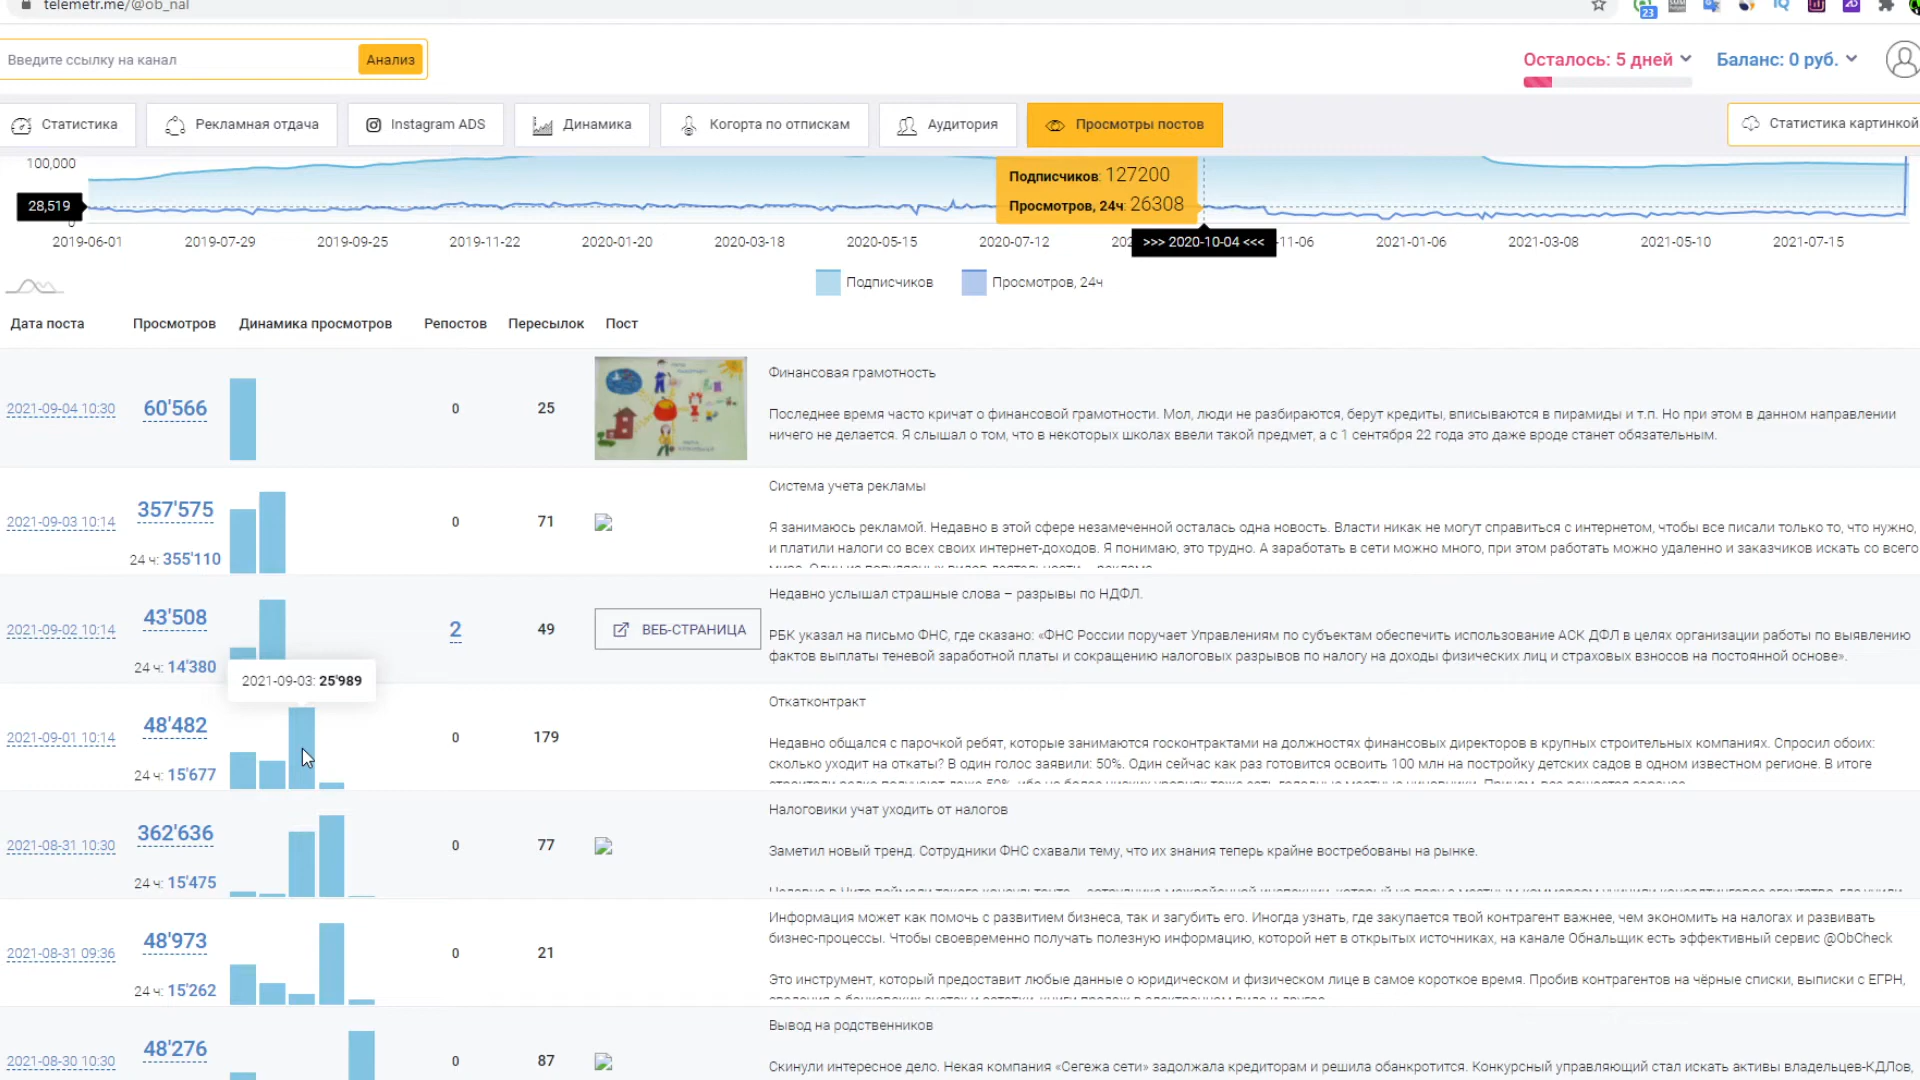 telemetr.me/@ob_nal
23
IQ
Введите ссылку на канал
Анализ
Осталось: 5 дней
Баланс: 0 руб.
Статистика
Рекламная отдача
Instagram ADS
Динамика
Когорта по отпискам
Аудитория
Просмотры постов
Статистика картинкой
100,000
28,519
Подписчиков: 127200
Просмотров, 24ч: 26308
0
2019-06-01
2019-07-29
2019-09-25
2019-11-22
2020-01-20
2020-03-18
2020-05-15
2020-07-12
202
>>> 2020-10-04 <<<
-11-06
2021-01-06
2021-03-08
2021-05-10
2021-07-15
Подписчиков
Просмотров, 24ч
Дата поста
Просмотров
Динамика просмотров
Репостов
Пересылок
Пост
2021-09-04 10:30
60'566
0
25
Финансовая грамотность
Последнее время часто кричат о финансовой грамотности. Мол, люди не разбираются, берут кредиты, вписываются в пирамиды и т.п. Но при этом в данном направлении
ничего не делается. Я слышал о том, что в некоторых школах ввели такой предмет, а с 1 сентября 22 года это даже вроде станет обязательным.
2021-09-03 10:14
357'575
24 ч: 355'110
0
71
Система учета рекламы
Я занимаюсь рекламой. Недавно в этой сфере незамеченной осталась одна новость. Власти никак не могут справиться с интернетом, чтобы все писали только то, что нужно,
и платили налоги со всех своих интернет-доходов. Я понимаю, это трудно. А заработать в сети можно много, при этом работать можно удаленно и заказчиков искать со всего
2021-09-02 10:14
43'508
24 ч: 14'380
2
49
ВЕБ-СТРАНИЦА
Недавно услышал страшные слова – разрывы по НДФЛ.
РБК указал на письмо ФНС, где сказано: «ФНС России поручает Управлениям по субъектам обеспечить использование АСК ДФЛ в целях организации работы по выявлению
фактов выплаты теневой заработной платы и сокращению налоговых разрывов по налогу на доходы физических лиц и страховых взносов на постоянной основе».
2021-09-03: 25'989
2021-09-01 10:14
48'482
24 ч: 15'677
0
179
Откатконтракт
Недавно общался с парочкой ребят, которые занимаются госконтрактами на должностях финансовых директоров в крупных строительных компаниях. Спросил обоих:
сколько уходит на откаты? В один голос заявили: 50%. Один сейчас как раз готовится освоить 100 млн на постройку детских садов в одном известном регионе. В итоге
2021-08-31 10:30
362'636
24 ч: 15'475
0
77
Налоговики учат уходить от налогов
Заметил новый тренд. Сотрудники ФНС схавали тему, что их знания теперь крайне востребованы на рынке.
2021-08-31 09:36
48'973
24 ч: 15'262
0
21
Информация может как помочь с развитием бизнеса, так и загубить его. Иногда узнать, где закупается твой контрагент важнее, чем экономить на налогах и развивать
бизнес-процессы. Чтобы своевременно получать полезную информацию, которой нет в открытых источниках, на канале Обнальщик есть эффективный сервис @ObCheck
Это инструмент, который предоставит любые данные о юридическом и физическом лице в самое короткое время. Пробив контрагентов на чёрные списки, выписки с ЕГРН,
2021-08-30 10:30
48'276
0
87
Вывод на родственников
Скинули интересное дело. Некая компания «Сегежа сети» задолжала кредиторам и решила обанкротится. Конкурсный управляющий стал искать активы владельцев-КДЛов,